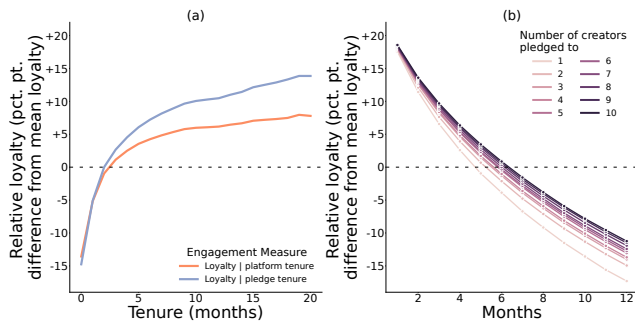 (a)
Relative loyalty (pct. pt.
difference from mean loyalty)
+20
+15
+10
+5
0
-5
-10
-15
Engagement Measure
Loyalty | platform tenure
Loyalty | pledge tenure
0 5 10 15 20
Tenure (months)
(b)
Relative loyalty (pct. pt.
difference from mean loyalty)
+20
+15
+10
+5
0
-5
-10
-15
Number of creators
pledged to
1 6
2 7
3 8
4 9
5 10
2 4 6 8 10 12
Months